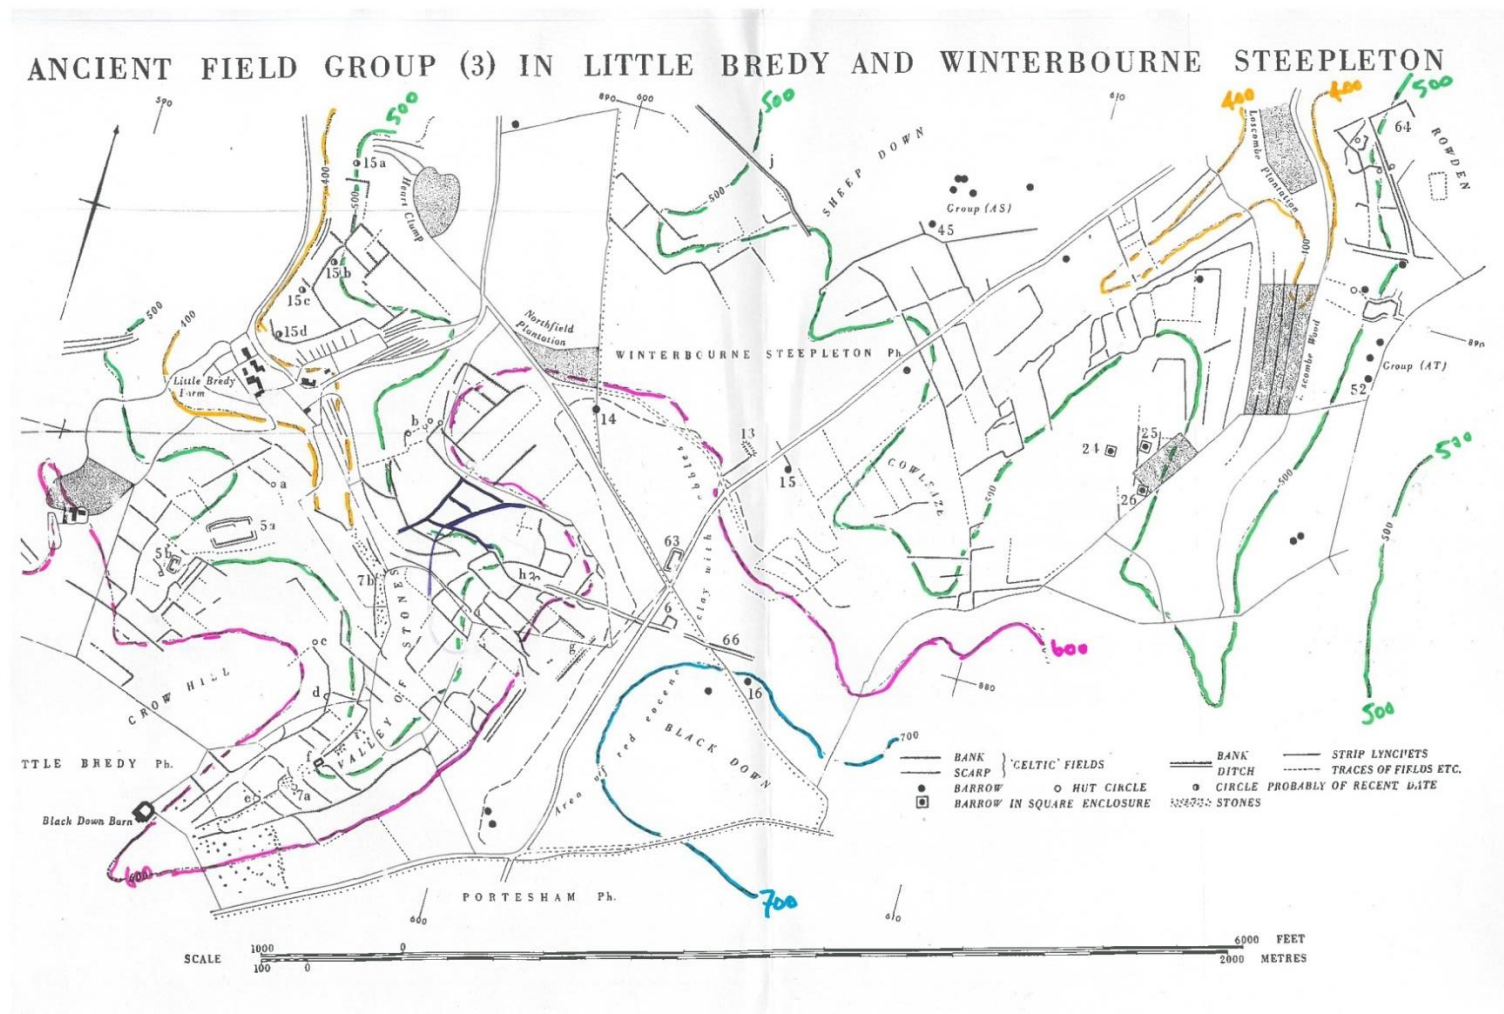 ANCIENT FIELD GROUP (3) IN LITTLE BREDY AND WINTERBOURNE STEEPLETON
590
890
600
610
500
500
400
400
500
64
ROWDEN
Loscombe Plantation
400
500
15a
Heart Clump
j
500
SHEEP DOWN
Group (AS)
45
400
15b
15c
15d
500
400
Northfield
Plantation
WINTERBOURNE STEEPLETON Ph.
890
Group (AT)
52
Little Bredy
Farm
b
14
13
pebbles
15
COWLEAZE
24
25
26
500
500
500
500
a
5a
5b
7b
63
clay with
h
6
66
g
VALLEY OF STONES
c
d
CROW HILL
600
880
16
BLACK DOWN
Area of red eocene
500
700
TTLE BREDY Ph.
f
e
7a
Black Down Barn
600
600
PORTESHAM Ph.
700
600
610
BANK
SCARP
'CELTIC' FIELDS
BARROW
HUT CIRCLE
BARROW IN SQUARE ENCLOSURE
BANK
DITCH
STRIP LYNCHETS
TRACES OF FIELDS ETC.
CIRCLE PROBABLY OF RECENT DATE
STONES
SCALE
1000 0 6000 FEET
100 0 2000 METRES